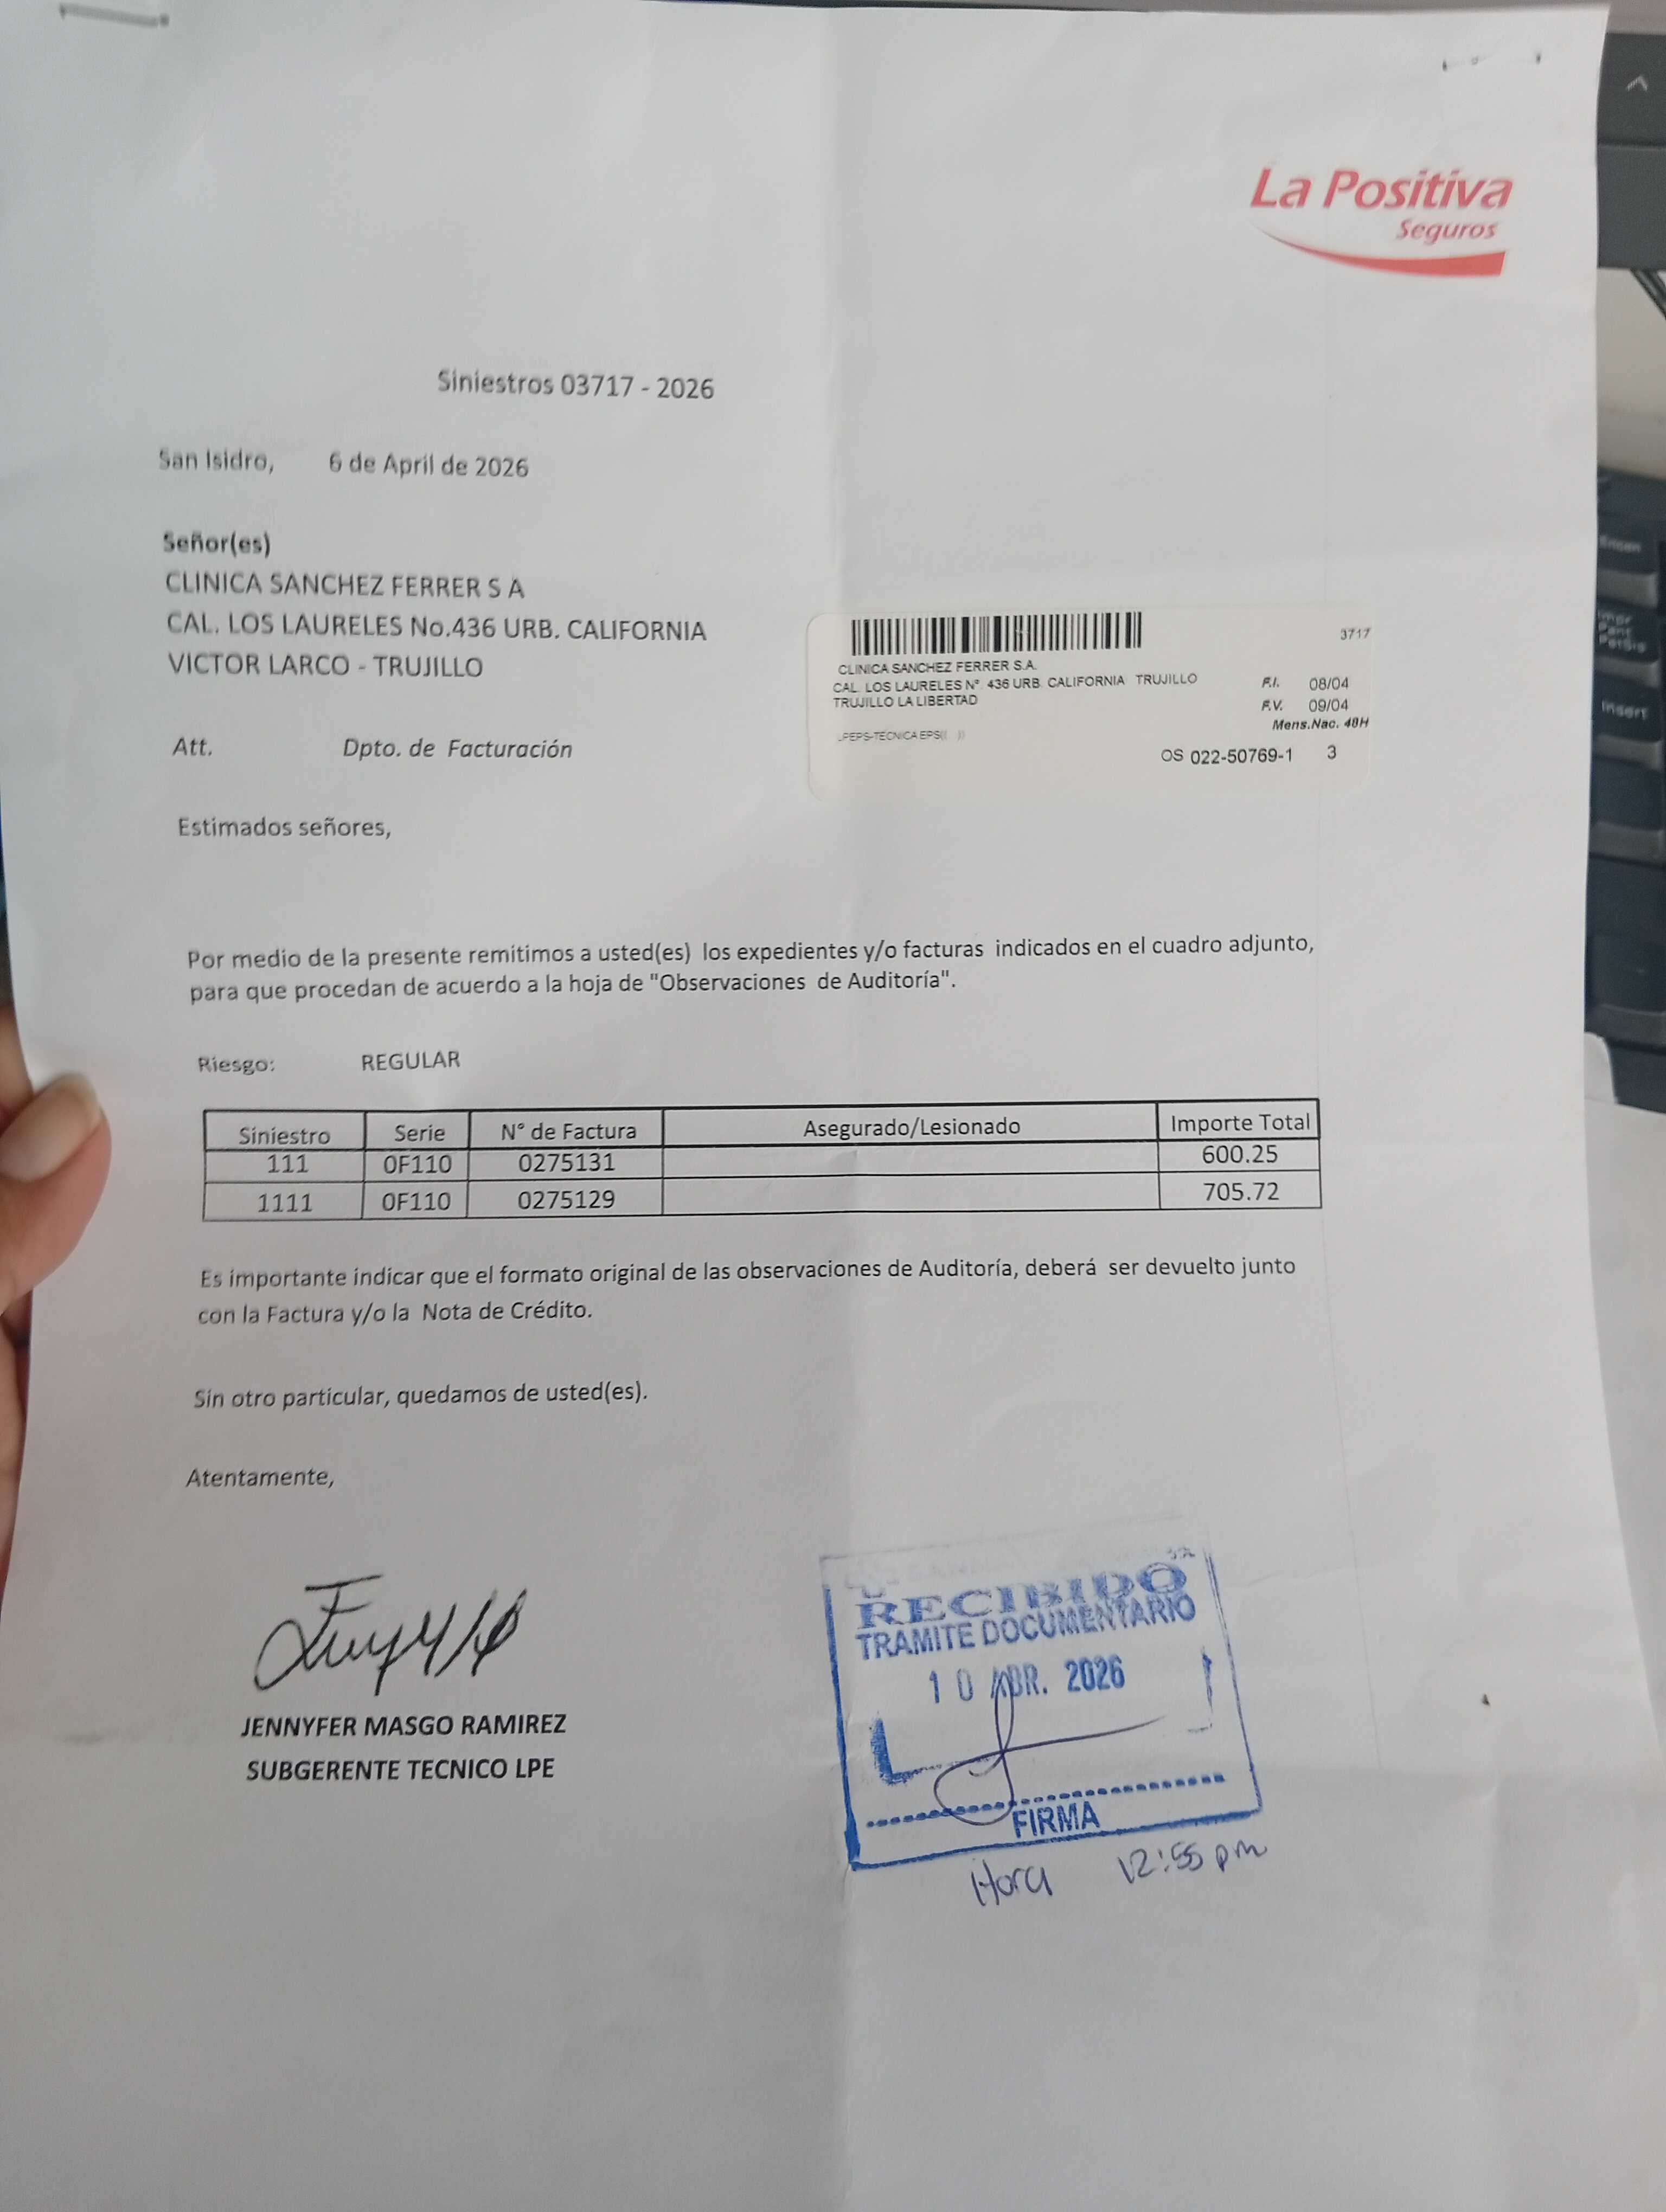 La Positiva
Seguros
Siniestros 03717 - 2026
San Isidro, 6 de April de 2026
Señor(es)
CLINICA SANCHEZ FERRER S A
CAL. LOS LAURELES No.436 URB. CALIFORNIA
VICTOR LARCO - TRUJILLO
3717
CLINICA SANCHEZ FERRER S.A.
CAL. LOS LAURELES N° 436 URB. CALIFORNIA TRUJILLO
TRUJILLO LA LIBERTAD
F.I. 08/04
F.V. 09/04
Mens.Nac. 48H
PEPS-TECNICA EPS(( ))
OS 022-50769-1 3
Att. Dpto. de Facturación
Estimados señores,
Por medio de la presente remitimos a usted(es) los expedientes y/o facturas indicados en el cuadro adjunto,
para que procedan de acuerdo a la hoja de "Observaciones de Auditoría".
Riesgo: REGULAR
Siniestro Serie N° de Factura Asegurado/Lesionado Importe Total
111 0F110 0275131 600.25
1111 0F110 0275129 705.72
Es importante indicar que el formato original de las observaciones de Auditoría, deberá ser devuelto junto
con la Factura y/o la Nota de Crédito.
Sin otro particular, quedamos de usted(es).
Atentamente,
JENNYFER MASGO RAMIREZ
SUBGERENTE TECNICO LPE
RECIBIDO
TRAMITE DOCUMENTARIO
10 ABR. 2026
FIRMA
Hora 12:55 pm
Insert